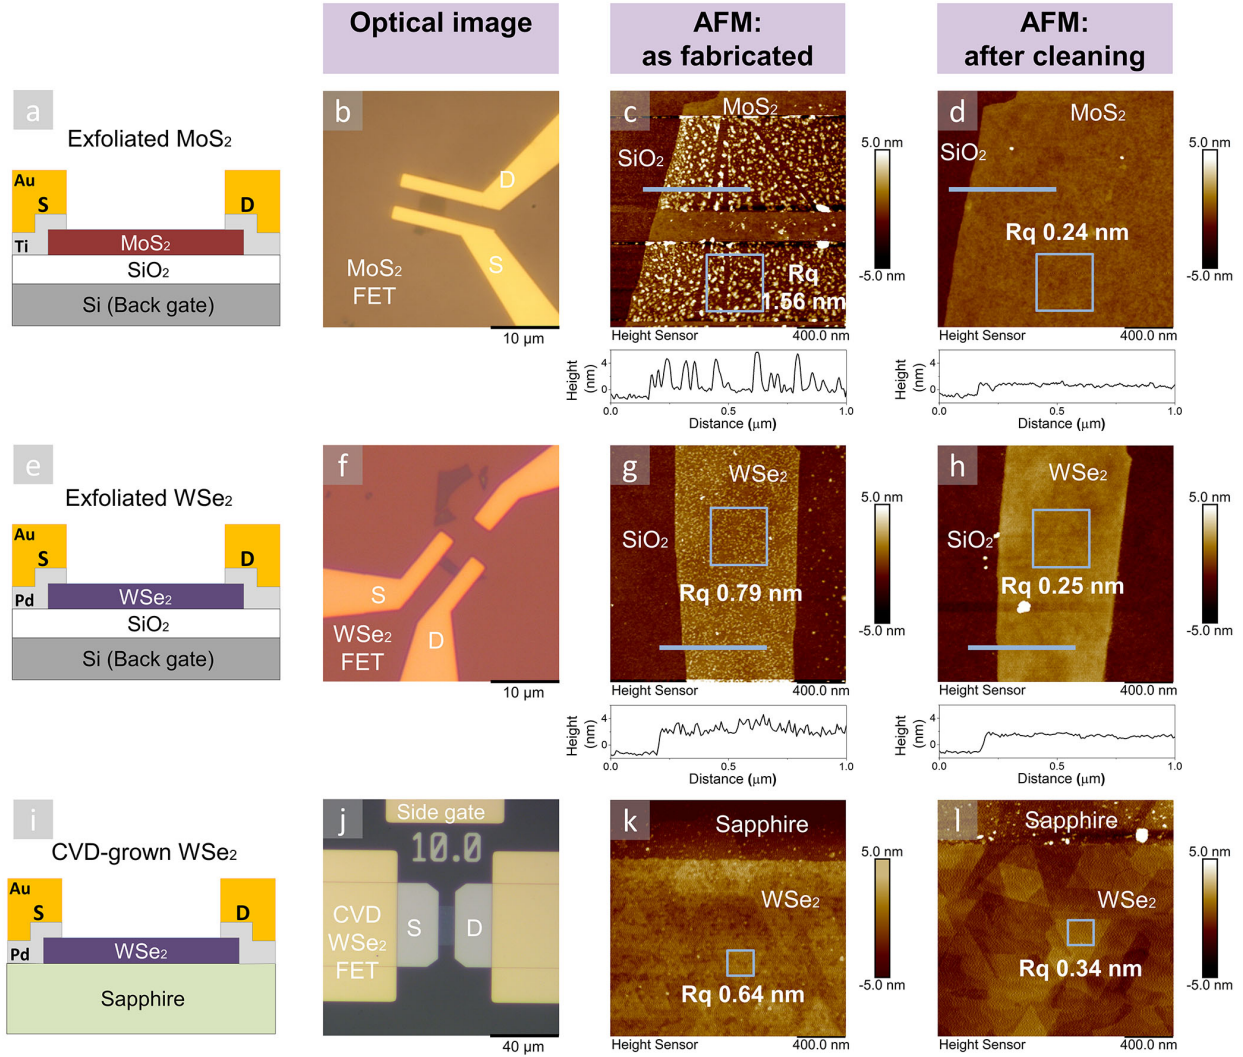 Optical image
AFM:
as fabricated
AFM:
after cleaning
a
Exfoliated MoS2
Au
S
D
Ti
MoS2
SiO2
Si (Back gate)
b
D
S
MoS2
FET
10 μm
c
MoS2
SiO2
Rq
1.56 nm
Height Sensor
400.0 nm
5.0 nm
-5.0 nm
Height
(nm)
4
0
0.0
0.5
1.0
Distance (μm)
d
MoS2
SiO2
Rq 0.24 nm
Height Sensor
400.0 nm
5.0 nm
-5.0 nm
Height
(nm)
4
0
0.0
0.5
1.0
Distance (μm)
e
Exfoliated WSe2
Au
S
D
Pd
WSe2
SiO2
Si (Back gate)
f
S
D
WSe2
FET
10 μm
g
WSe2
SiO2
Rq 0.79 nm
Height Sensor
400.0 nm
5.0 nm
-5.0 nm
Height
(nm)
4
0
0.0
0.5
1.0
Distance (μm)
h
WSe2
SiO2
Rq 0.25 nm
Height Sensor
400.0 nm
5.0 nm
-5.0 nm
Height
(nm)
4
0
0.0
0.5
1.0
Distance (μm)
i
CVD-grown WSe2
Au
S
D
Pd
WSe2
Sapphire
j
Side gate
10.0
CVD
WSe2
FET
S
D
40 μm
k
Sapphire
WSe2
Rq 0.64 nm
Height Sensor
400.0 nm
5.0 nm
-5.0 nm
l
Sapphire
WSe2
Rq 0.34 nm
Height Sensor
400.0 nm
5.0 nm
-5.0 nm